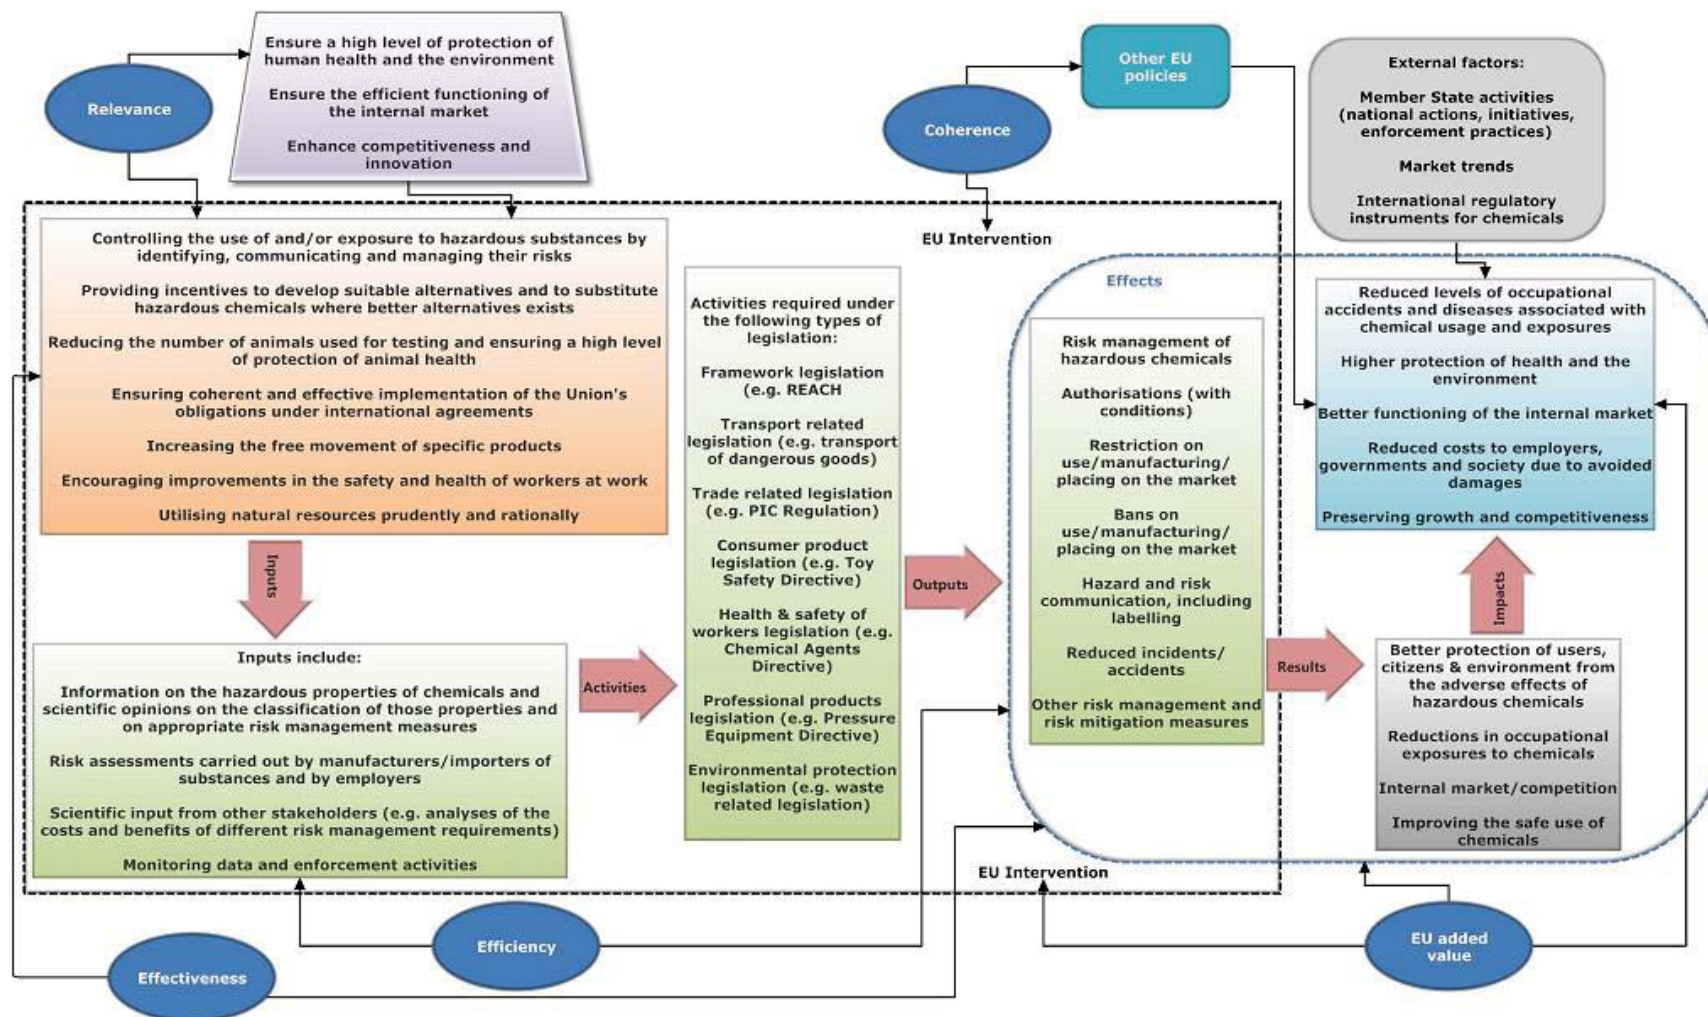 Relevance
Ensure a high level of protection of
human health and the environment
Ensure the efficient functioning of
the internal market
Enhance competitiveness and
innovation
Coherence
Other EU
policies
External factors:
Member State activities
(national actions, initiatives,
enforcement practices)
Market trends
International regulatory
instruments for chemicals
EU Intervention
Controlling the use of and/or exposure to hazardous substances by
identifying, communicating and managing their risks
Providing incentives to develop suitable alternatives and to substitute
hazardous chemicals where better alternatives exists
Reducing the number of animals used for testing and ensuring a high level
of protection of animal health
Ensuring coherent and effective implementation of the Union's
obligations under international agreements
Increasing the free movement of specific products
Encouraging improvements in the safety and health of workers at work
Utilising natural resources prudently and rationally
Inputs
Inputs include:
Information on the hazardous properties of chemicals and
scientific opinions on the classification of those properties and
on appropriate risk management measures
Risk assessments carried out by manufacturers/importers of
substances and by employers
Scientific input from other stakeholders (e.g. analyses of the
costs and benefits of different risk management requirements)
Monitoring data and enforcement activities
Activities
Activities required under
the following types of
legislation:
Framework legislation
(e.g. REACH
Transport related
legislation (e.g. transport
of dangerous goods)
Trade related legislation
(e.g. PIC Regulation)
Consumer product
legislation (e.g. Toy
Safety Directive)
Health & safety of
workers legislation (e.g.
Chemical Agents
Directive)
Professional products
legislation (e.g. Pressure
Equipment Directive)
Environmental protection
legislation (e.g. waste
related legislation)
Outputs
Effects
Risk management of
hazardous chemicals
Authorisations (with
conditions)
Restriction on
use/manufacturing/
placing on the market
Bans on
use/manufacturing/
placing on the market
Hazard and risk
communication, including
labelling
Reduced incidents/
accidents
Other risk management and
risk mitigation measures
Results
Better protection of users,
citizens & environment from
the adverse effects of
hazardous chemicals
Reductions in occupational
exposures to chemicals
Internal market/competition
Improving the safe use of
chemicals
Impacts
Reduced levels of occupational
accidents and diseases associated with
chemical usage and exposures
Higher protection of health and the
environment
Better functioning of the internal market
Reduced costs to employers,
governments and society due to avoided
damages
Preserving growth and competitiveness
EU Intervention
Effectiveness
Efficiency
EU added
value